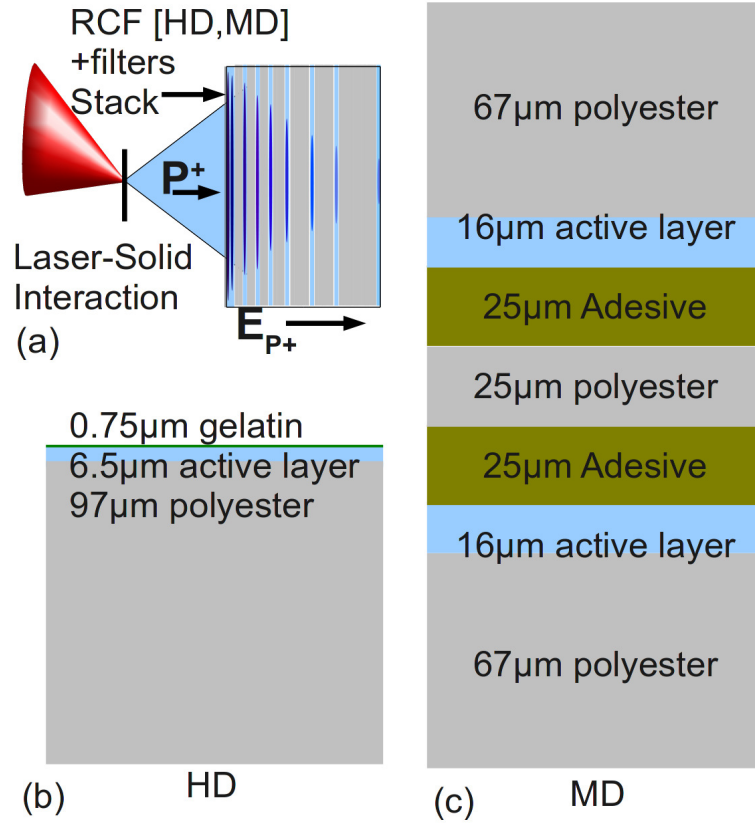 RCF [HD,MD]
+filters
Stack
P+
Laser-Solid
Interaction
(a)
EP+
0.75µm gelatin
6.5µm active layer
97µm polyester
(b)
HD
67µm polyester
16µm active layer
25µm Adesive
25µm polyester
25µm Adesive
16µm active layer
67µm polyester
(c)
MD